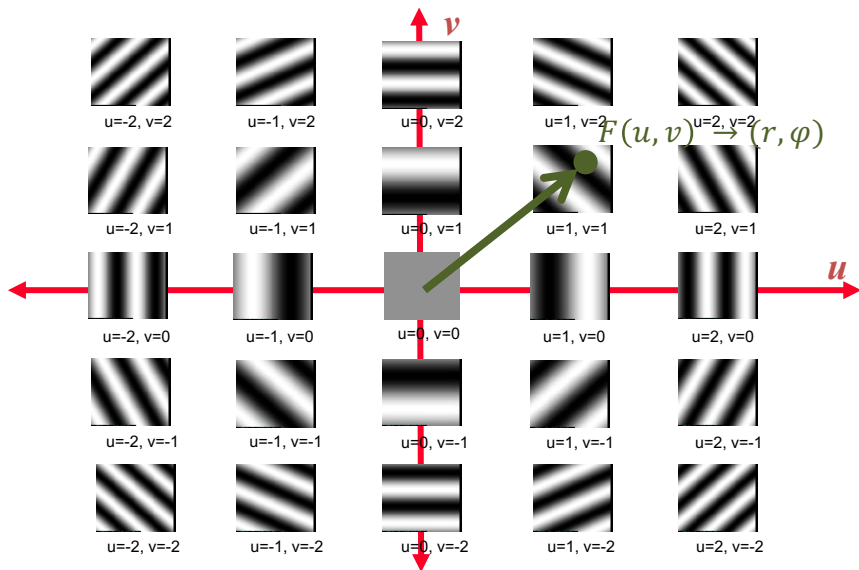 v
u=-2, v=2 u=-1, v=2 u=0, v=2 u=1, v=2 u=2, v=2
F(u, v) → (r, φ)
u=-2, v=1 u=-1, v=1 u=0, v=1 u=1, v=1 u=2, v=1
u
u=-2, v=0 u=-1, v=0 u=0, v=0 u=1, v=0 u=2, v=0
u=-2, v=-1 u=-1, v=-1 u=0, v=-1 u=1, v=-1 u=2, v=-1
u=-2, v=-2 u=-1, v=-2 u=0, v=-2 u=1, v=-2 u=2, v=-2